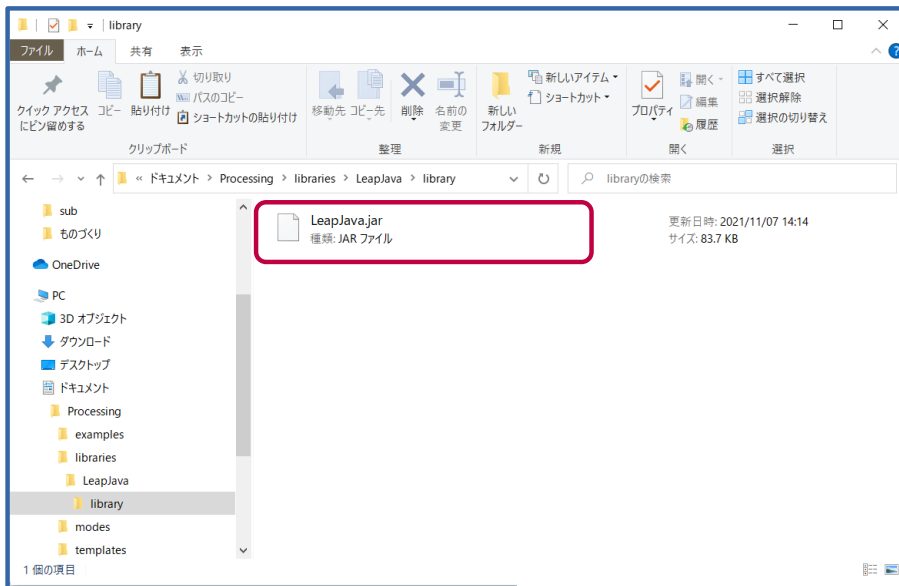 library
ファイル ホーム 共有 表示
クイック アクセスにピン留めする
コピー
貼り付け
切り取り
パスのコピー
ショートカットの貼り付け
移動先
コピー先
削除
名前の変更
新しいフォルダー
新しいアイテム
ショートカット
プロパティ
開く
編集
履歴
すべて選択
選択解除
選択の切り替え
クリップボード 整理 新規 開く 選択
« ドキュメント > Processing > libraries > LeapJava > library
libraryの検索
sub
ものづくり
OneDrive
PC
3D オブジェクト
ダウンロード
デスクトップ
ドキュメント
Processing
examples
libraries
LeapJava
library
modes
templates
LeapJava.jar
種類: JAR ファイル
更新日時: 2021/11/07 14:14
サイズ: 83.7 KB
1 個の項目